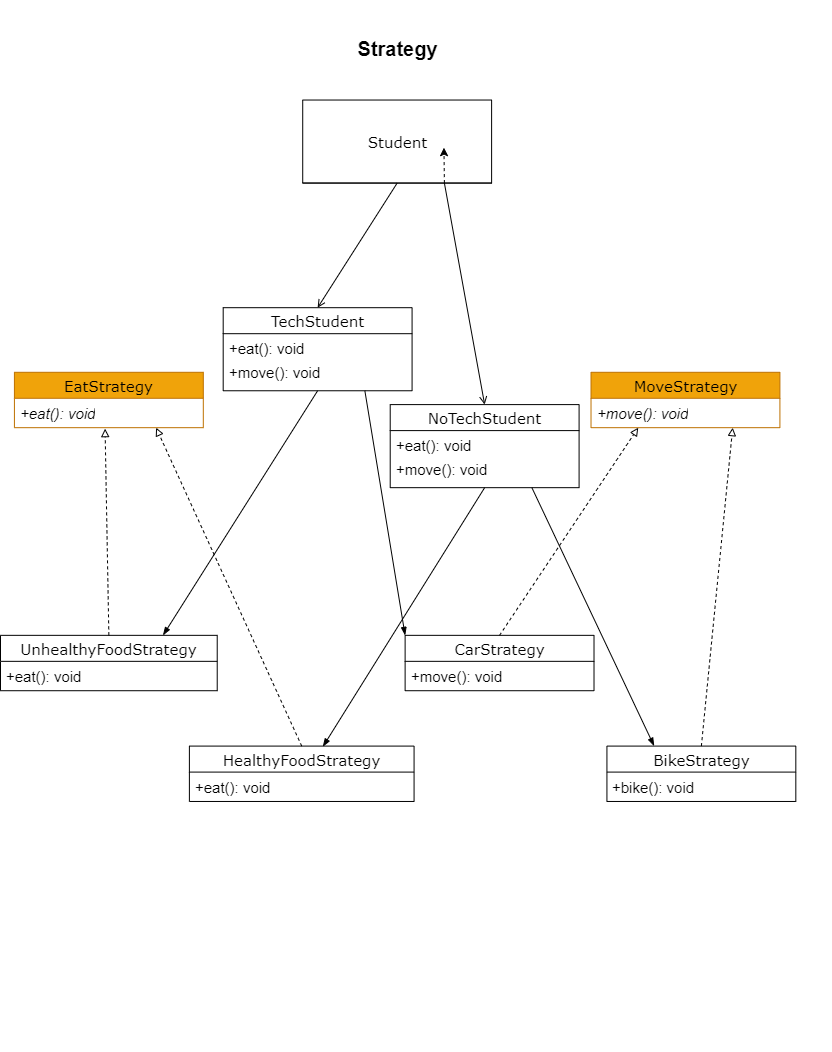 Strategy
Student
TechStudent
+eat(): void
+move(): void
EatStrategy
+eat(): void
MoveStrategy
+move(): void
NoTechStudent
+eat(): void
+move(): void
UnhealthyFoodStrategy
+eat(): void
CarStrategy
+move(): void
HealthyFoodStrategy
+eat(): void
BikeStrategy
+bike(): void